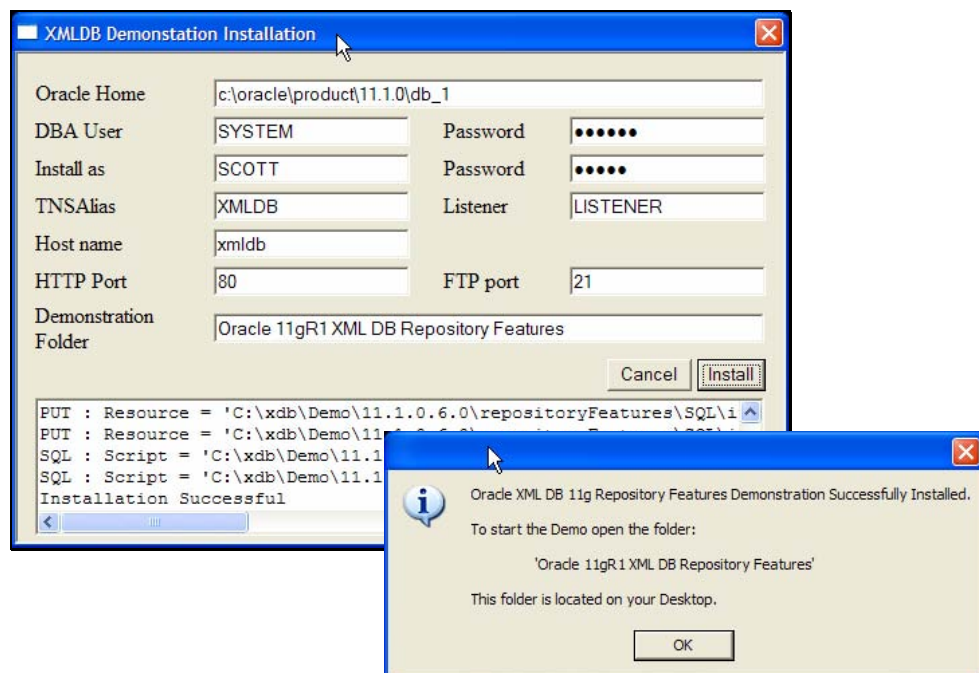 XMLDB Demonstation Installation
Oracle Home c:\oracle\product\11.1.0\db_1
DBA User SYSTEM Password ••••••
Install as SCOTT Password •••••
TNSAlias XMLDB Listener LISTENER
Host name xmldb
HTTP Port 80 FTP port 21
Demonstration
Folder Oracle 11gR1 XML DB Repository Features
Cancel Install
PUT : Resource = 'C:\xdb\Demo\11.1.0.6.0\repositoryFeatures\SQL\i
PUT : Resource = 'C:\xdb\Demo\11
SQL : Script = 'C:\xdb\Demo\11.1
SQL : Script = 'C:\xdb\Demo\11.1
Installation Successful
Oracle XML DB 11g Repository Features Demonstration Successfully Installed.
To start the Demo open the folder:
'Oracle 11gR1 XML DB Repository Features'
This folder is located on your Desktop.
OK